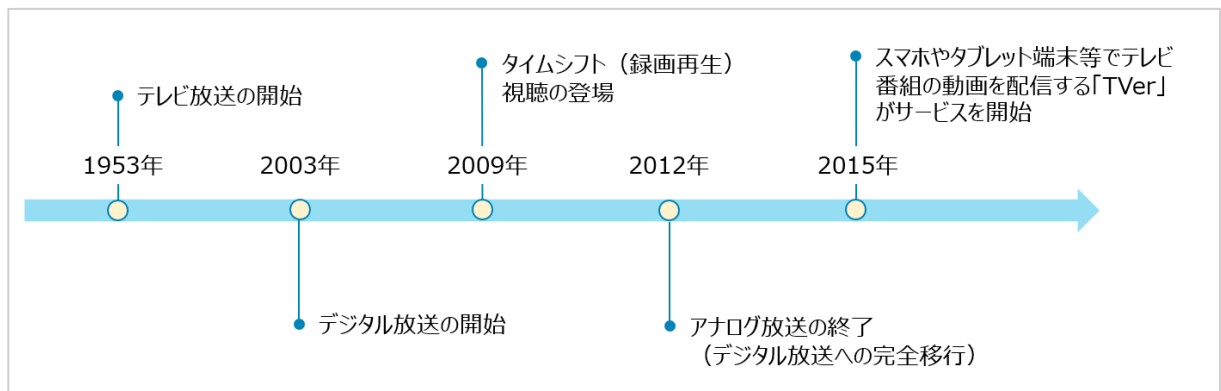 テレビ放送の開始
タイムシフト（録画再生）
視聴の登場
スマホやタブレット端末等でテレビ
番組の動画を配信する「TVer」
がサービスを開始
1953年
2003年
2009年
2012年
2015年
デジタル放送の開始
アナログ放送の終了
（デジタル放送への完全移行）